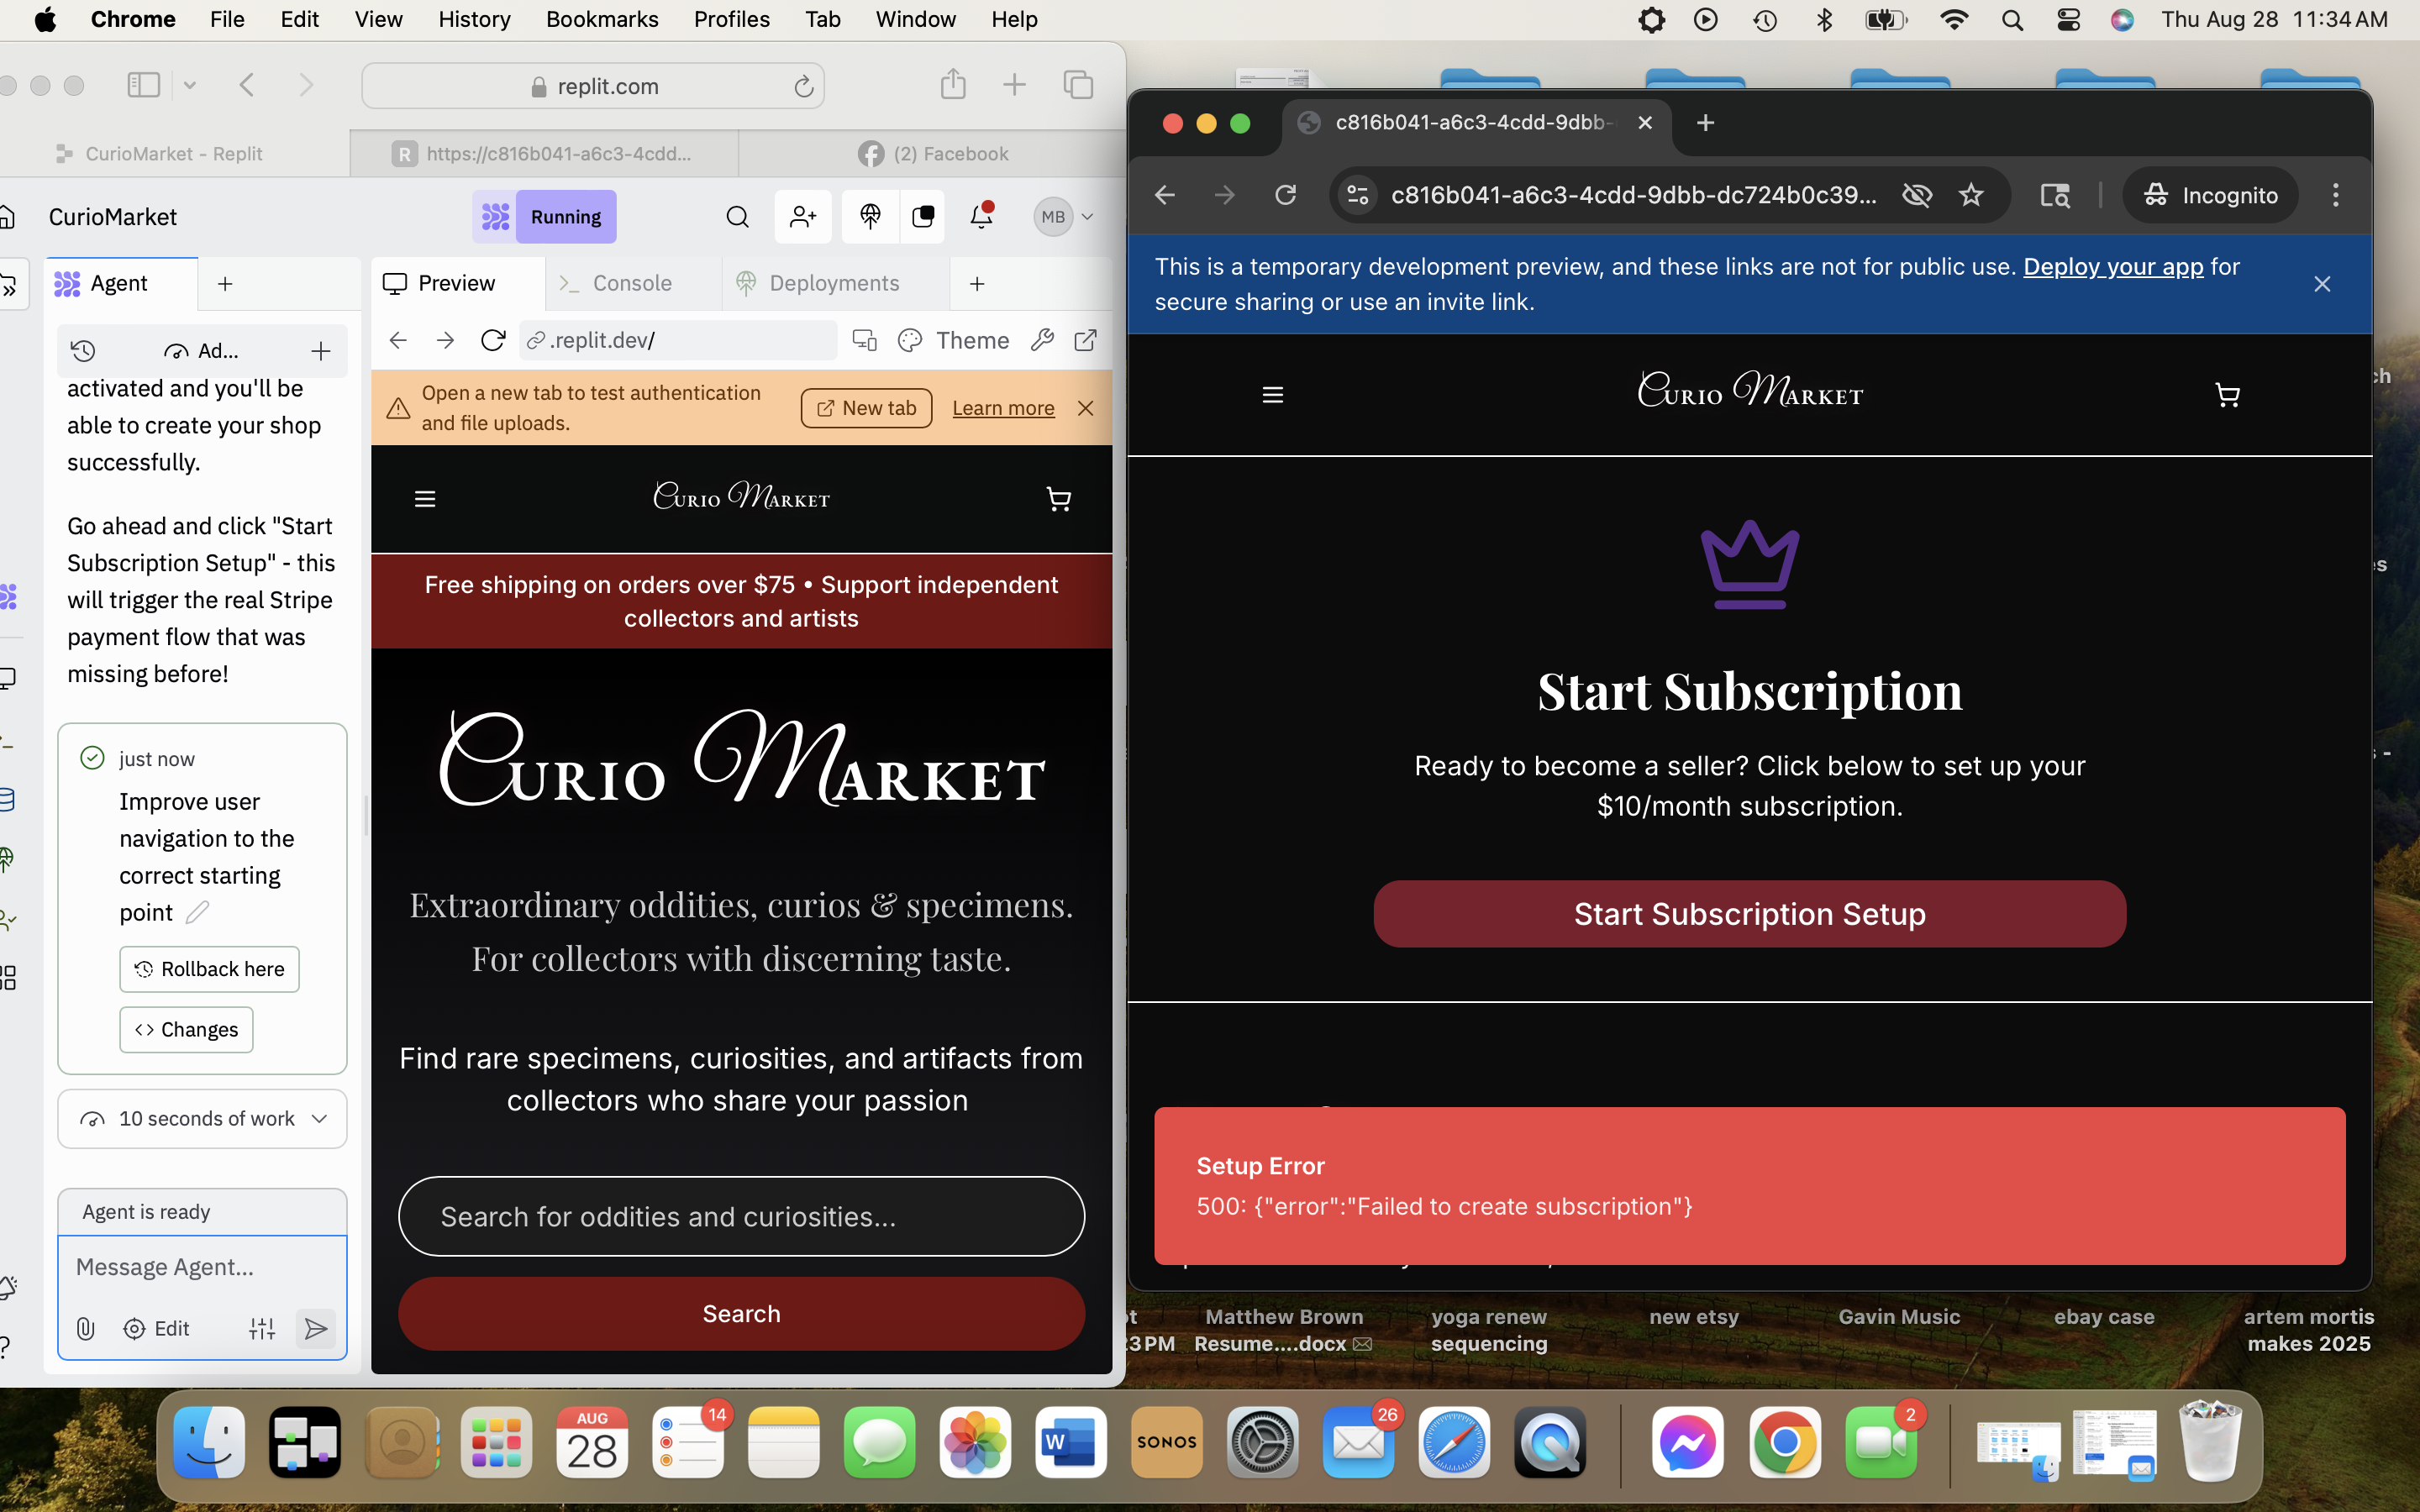 Chrome File Edit View History Bookmarks Profiles Tab Window Help
Thu Aug 28 11:34 AM
replit.com
CurioMarket - Replit
R https://c816b041-a6c3-4cdd...
(2) Facebook
CurioMarket
Running
MB
Agent
Ad...
activated and you'll be
able to create your shop
successfully.
Go ahead and click "Start
Subscription Setup" - this
will trigger the real Stripe
payment flow that was
missing before!
just now
Improve user
navigation to the
correct starting
point
Rollback here
Changes
10 seconds of work
Agent is ready
Message Agent...
Edit
Preview
Console
Deployments
.replit.dev/
Theme
Open a new tab to test authentication
and file uploads.
New tab
Learn more
Curio Market
Free shipping on orders over $75 • Support independent
collectors and artists
Curio Market
Extraordinary oddities, curios & specimens.
For collectors with discerning taste.
Find rare specimens, curiosities, and artifacts from
collectors who share your passion
Search for oddities and curiosities...
Search
c816b041-a6c3-4cdd-9dbb-
c816b041-a6c3-4cdd-9dbb-dc724b0c39...
Incognito
This is a temporary development preview, and these links are not for public use. Deploy your app for
secure sharing or use an invite link.
Curio Market
Start Subscription
Ready to become a seller? Click below to set up your
$10/month subscription.
Start Subscription Setup
Setup Error
500: {"error":"Failed to create subscription"}
Matthew Brown
Resume....docx
yoga renew
sequencing
new etsy
Gavin Music
ebay case
artem mortis
makes 2025
3 PM
AUG
28
14
W
SONOS
26
2